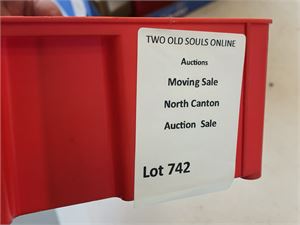 TWO OLD SOULS ONLINE
Auctions
Moving Sale
North Canton
Auction Sale
Lot 742